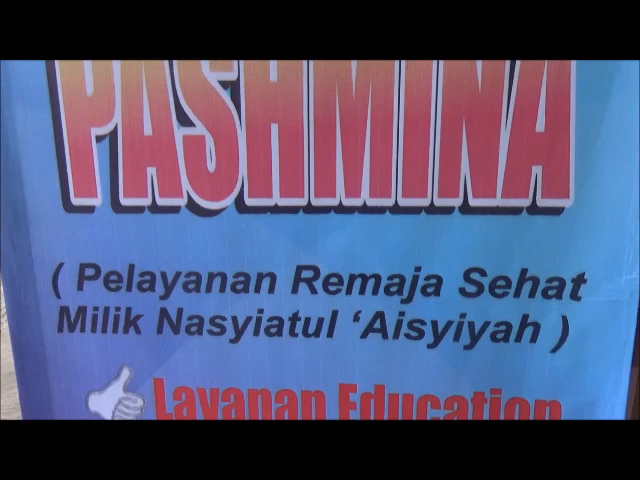 PASHMINA
( Pelayanan Remaja Sehat
Milik Nasyiatul ‘Aisyiyah )
Layanan Education